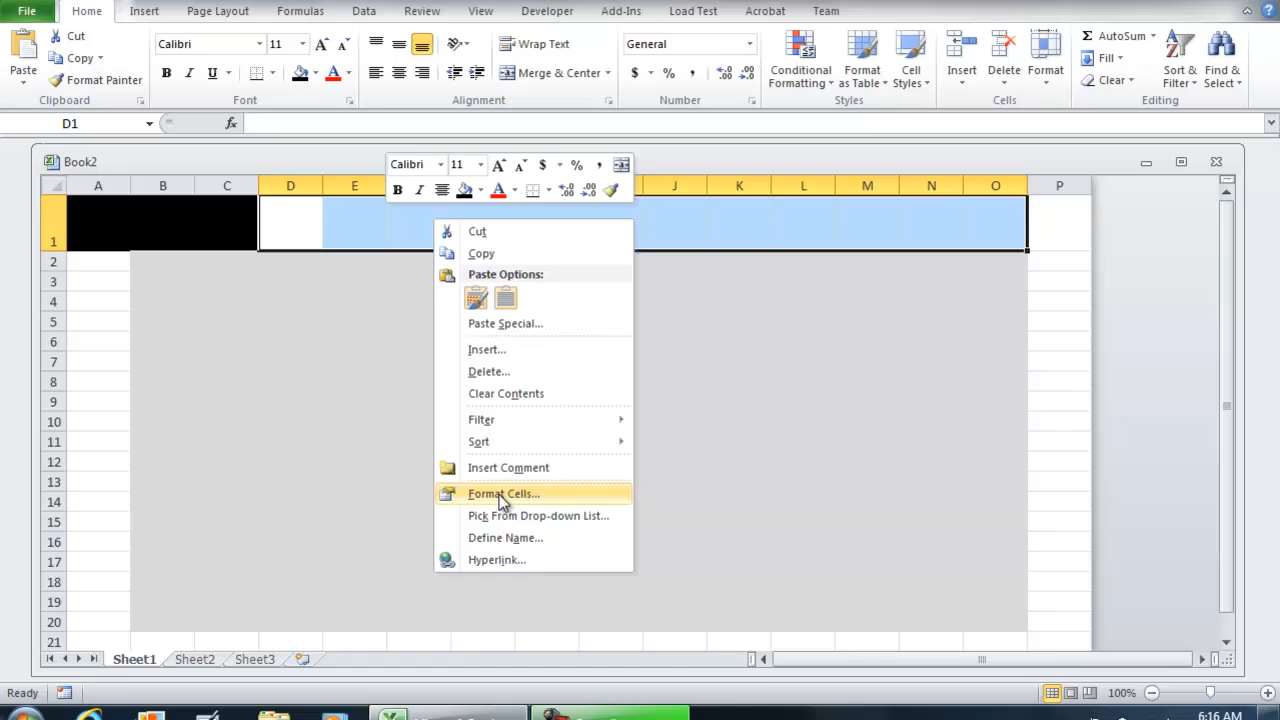 File Home Insert Page Layout Formulas Data Review View Developer Add-Ins Load Test Acrobat Team
Paste Cut Copy Format Painter
Clipboard
Calibri 11
B I U A
Font
Wrap Text
Merge & Center
Alignment
General
$ % ,
Number
Conditional Formatting Format as Table Cell Styles
Styles
Insert Delete Format
Cells
AutoSum
Fill
Clear
Sort & Filter Find & Select
Editing
D1 fx
Book2
Calibri 11 A A $ % ,
B I A
A B C D E J K L M N O P
1
2
3
4
5
6
7
8
9
10
11
12
13
14
15
16
17
18
19
20
21
Cut
Copy
Paste Options:
Paste Special...
Insert...
Delete...
Clear Contents
Filter
Sort
Insert Comment
Format Cells...
Pick From Drop-down List...
Define Name...
Hyperlink...
Sheet1 Sheet2 Sheet3
Ready 100%
6:16 AM